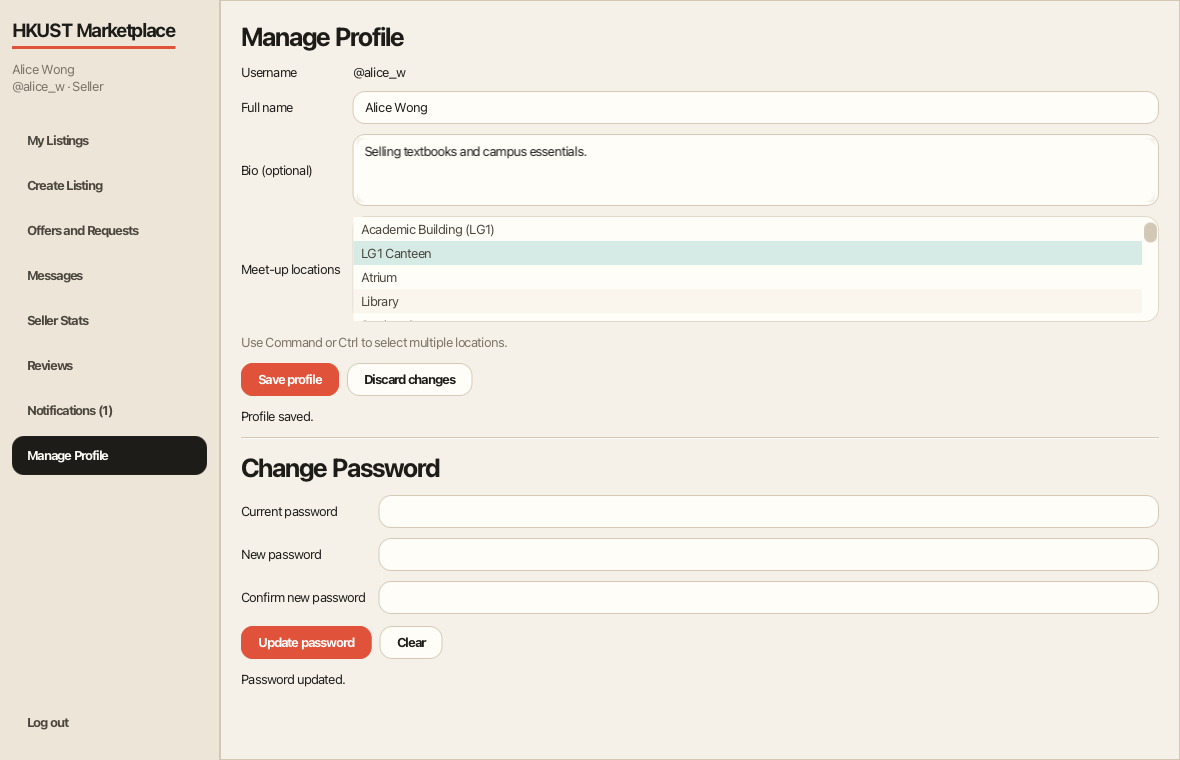 HKUST Marketplace
Alice Wong
@alice_w · Seller
My Listings
Create Listing
Offers and Requests
Messages
Seller Stats
Reviews
Notifications (1)
Manage Profile
Log out
Manage Profile
Username @alice_w
Full name Alice Wong
Bio (optional) Selling textbooks and campus essentials.
Meet-up locations
Academic Building (LG1)
LG1 Canteen
Atrium
Library
Use Command or Ctrl to select multiple locations.
Save profile Discard changes
Profile saved.
Change Password
Current password
New password
Confirm new password
Update password Clear
Password updated.